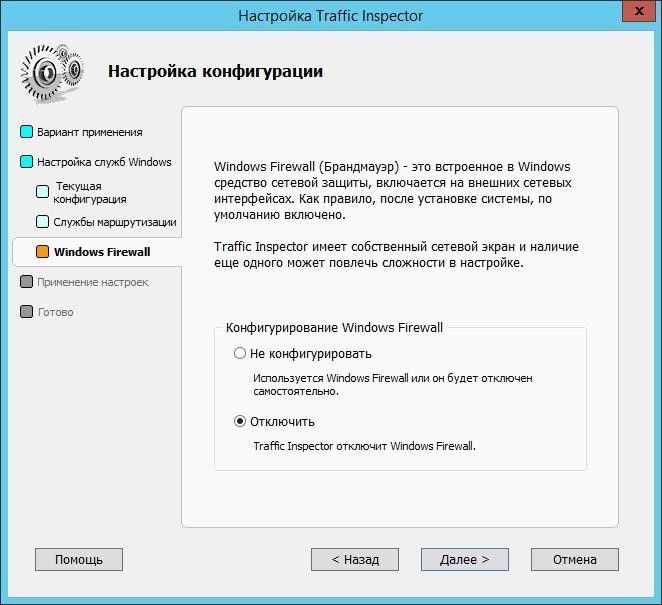 Настройка Traffic Inspector
x
Настройка конфигурации
Вариант применения
Настройка служб Windows
Текущая
конфигурация
Службы маршрутизации
Windows Firewall
Применение настроек
Готово
Windows Firewall (Брандмауэр) - это встроенное в Windows
средство сетевой защиты, включается на внешних сетевых
интерфейсах. Как правило, после установке системы, по
умолчанию включено.
Traffic Inspector имеет собственный сетевой экран и наличие
еще одного может повлечь сложности в настройке.
Конфигурирование Windows Firewall
Не конфигурировать
Используется Windows Firewall или он будет отключен
самостоятельно.
Отключить
Traffic Inspector отключит Windows Firewall.
Помощь
< Назад
Далее >
Отмена